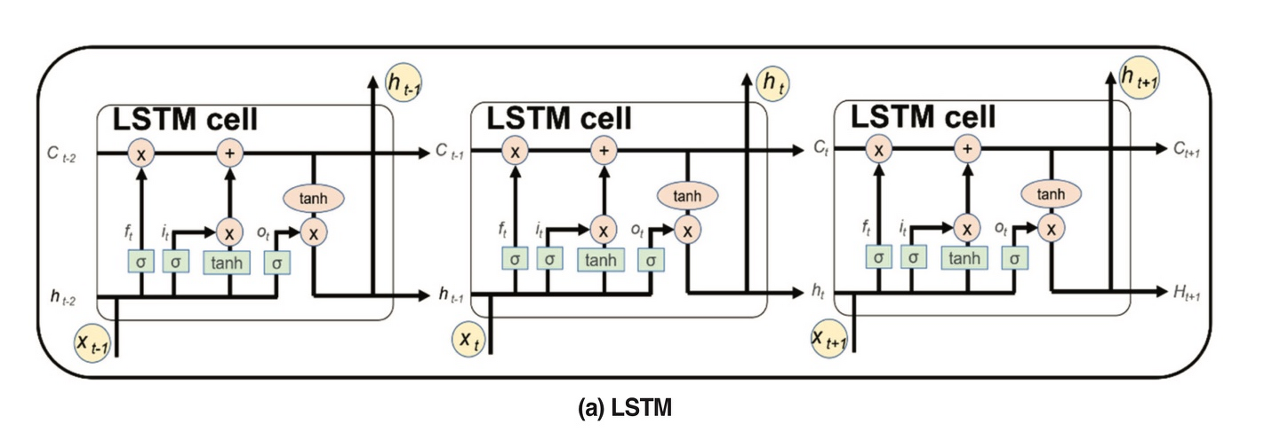 h t-1
h t
h t+1
LSTM cell
LSTM cell
LSTM cell
C t-2
x
+
C t-1
x
+
C t
x
+
C t+1
tanh
tanh
tanh
f t
i t
x
o t
x
f t
i t
x
o t
x
f t
i t
x
o t
x
σ
σ
tanh
σ
σ
σ
tanh
σ
σ
σ
tanh
σ
h t-2
h t-1
h t
H t+1
x t-1
x t
x t+1
(a) LSTM